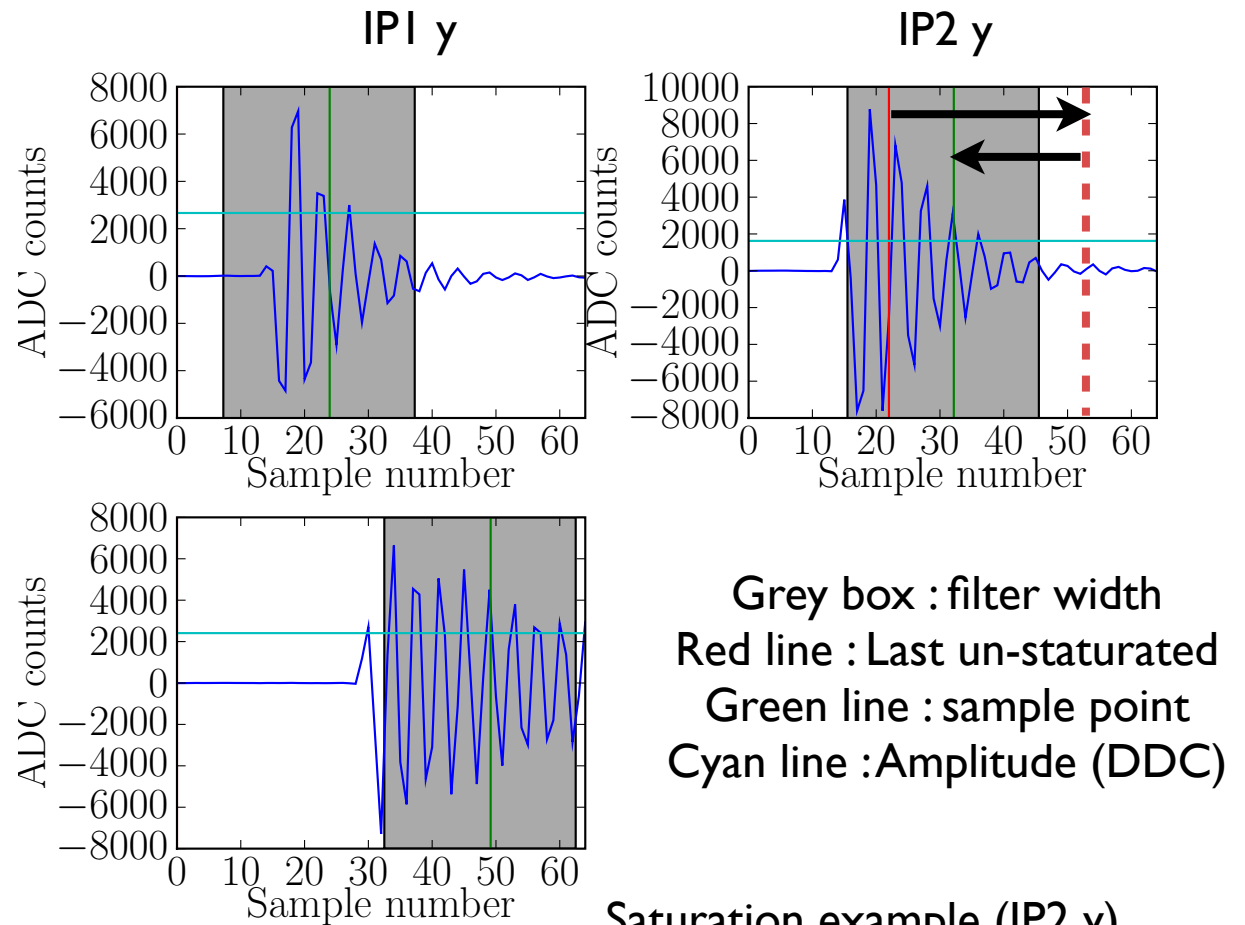 IP1 y
IP2 y
8000
6000
4000
2000
0
−2000
−4000
−6000
ADC counts
0 10 20 30 40 50 60
Sample number
10000
8000
6000
4000
2000
0
−2000
−4000
−6000
−8000
ADC counts
0 10 20 30 40 50 60
Sample number
8000
6000
4000
2000
0
−2000
−4000
−6000
−8000
ADC counts
0 10 20 30 40 50 60
Sample number
Grey box : filter width
Red line : Last un-staturated
Green line : sample point
Cyan line : Amplitude (DDC)
Saturation example (IP2 y)